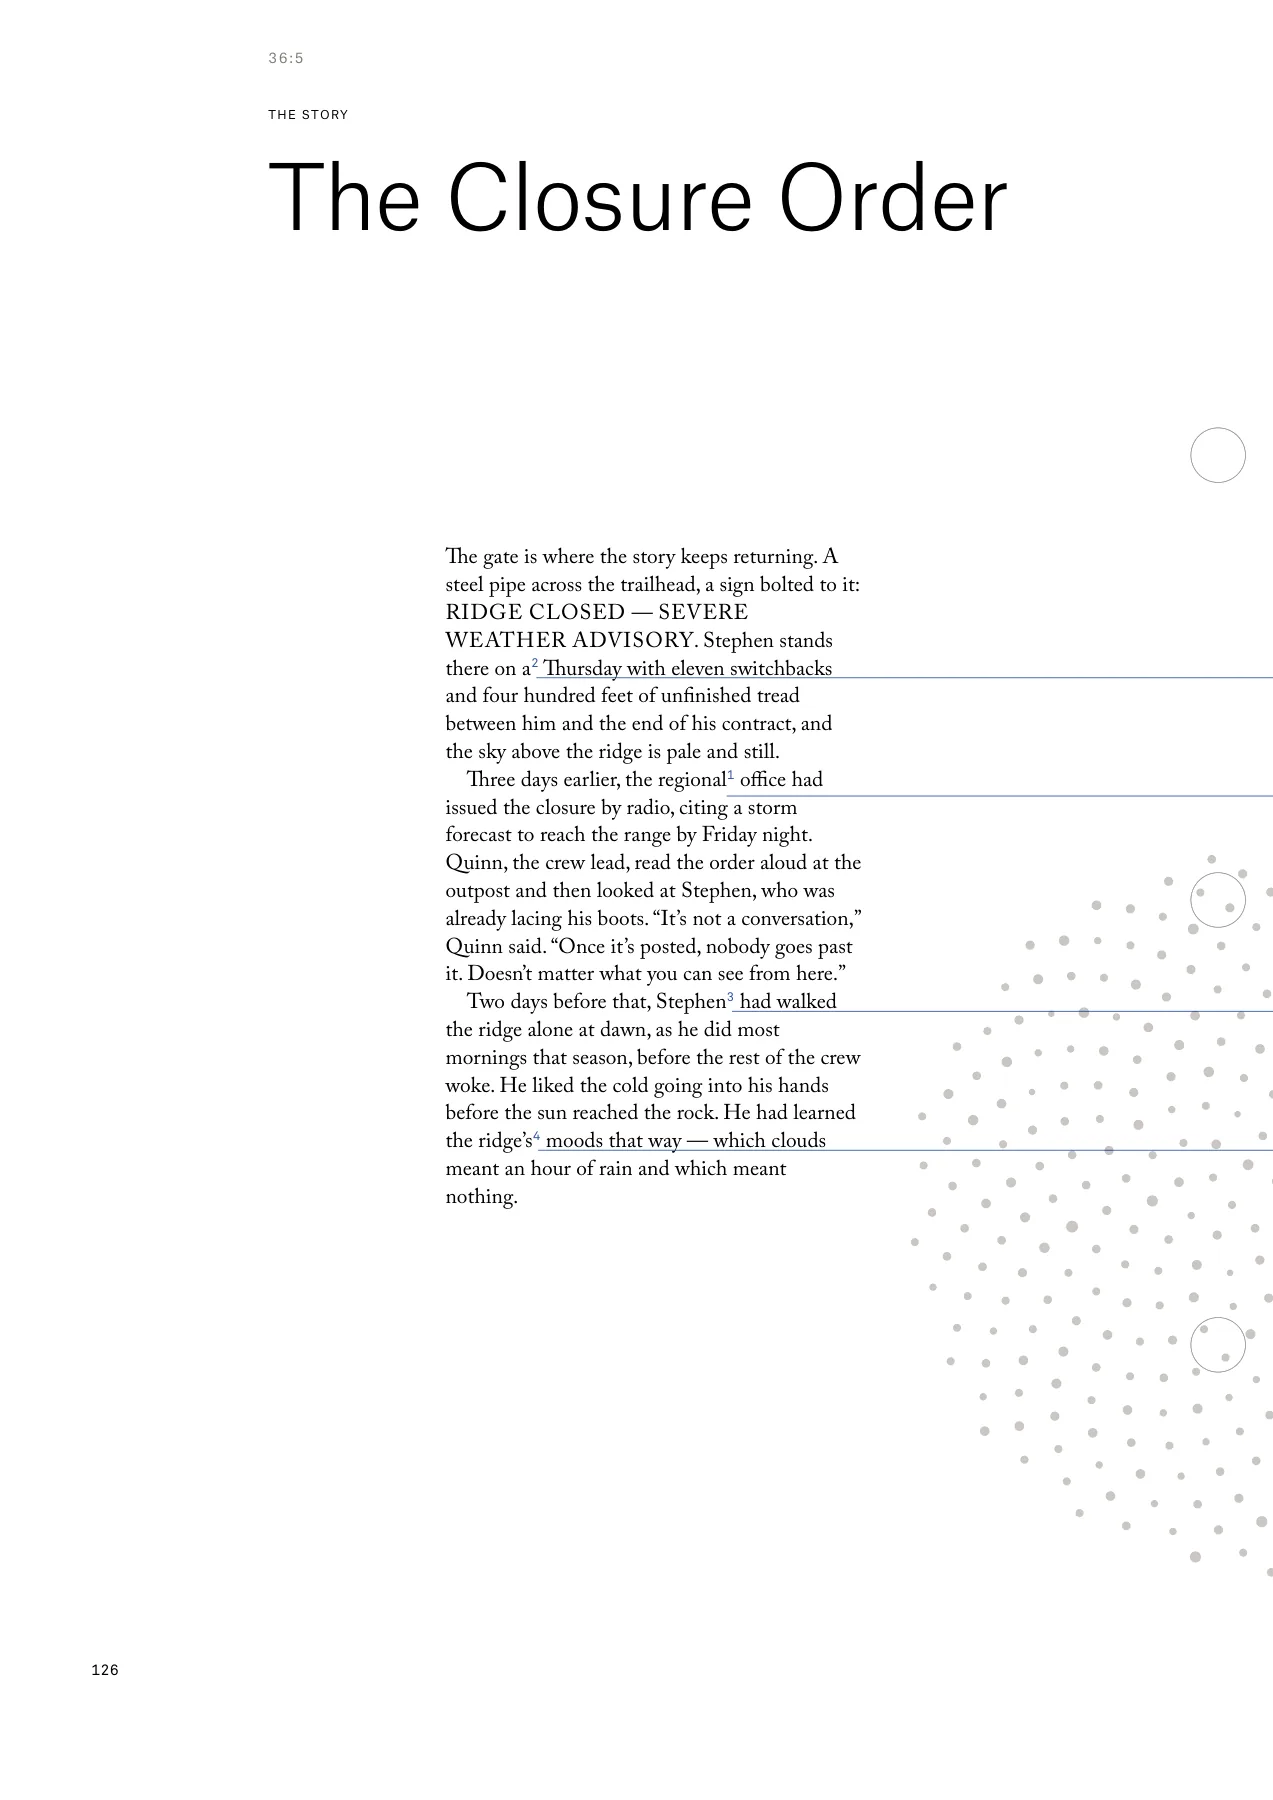 36:5
THE STORY
The Closure Order
The gate is where the story keeps returning. A
steel pipe across the trailhead, a sign bolted to it:
RIDGE CLOSED — SEVERE
WEATHER ADVISORY. Stephen stands
there on a² Thursday with eleven switchbacks
and four hundred feet of unfinished tread
between him and the end of his contract, and
the sky above the ridge is pale and still.
Three days earlier, the regional¹ office had
issued the closure by radio, citing a storm
forecast to reach the range by Friday night.
Quinn, the crew lead, read the order aloud at the
outpost and then looked at Stephen, who was
already lacing his boots. “It’s not a conversation,”
Quinn said. “Once it’s posted, nobody goes past
it. Doesn’t matter what you can see from here.”
Two days before that, Stephen³ had walked
the ridge alone at dawn, as he did most
mornings that season, before the rest of the crew
woke. He liked the cold going into his hands
before the sun reached the rock. He had learned
the ridge’s⁴ moods that way — which clouds
meant an hour of rain and which meant
nothing.
126